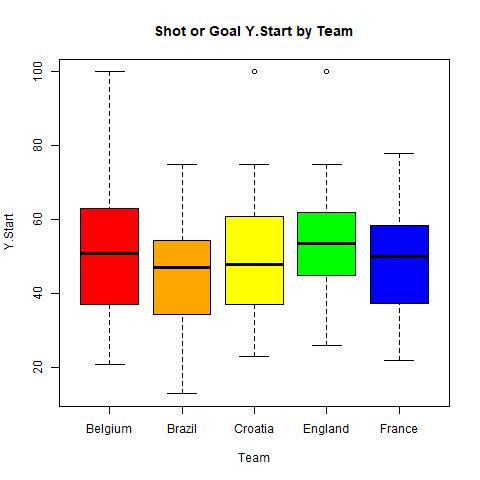 Shot or Goal Y.Start by Team
100
80
60
40
20
Y.Start
Belgium Brazil Croatia England France
Team